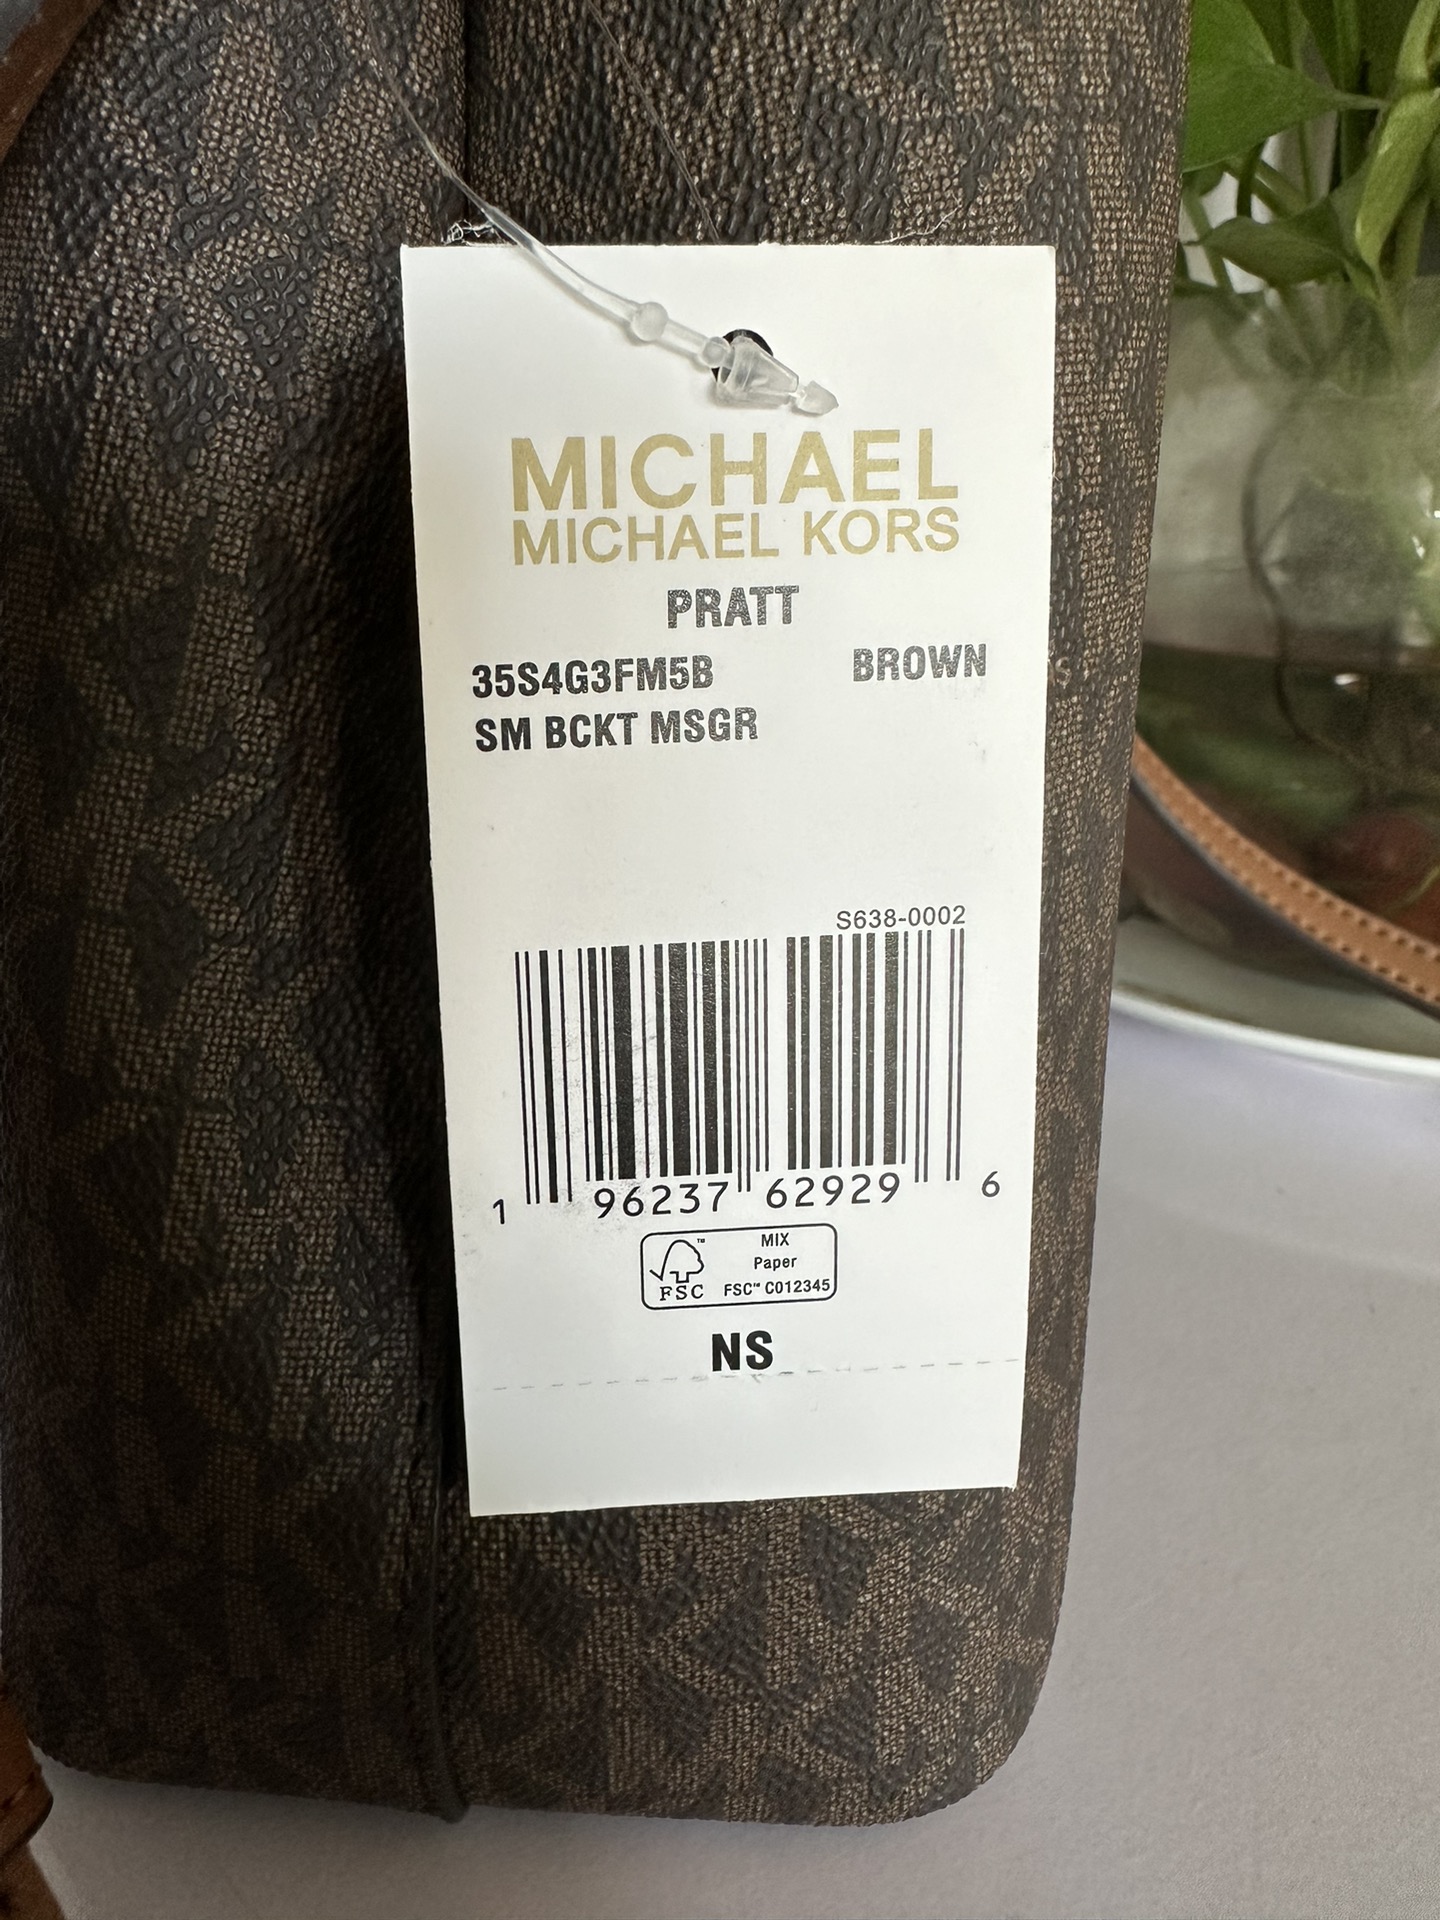 MICHAEL
MICHAEL KORS
PRATT
35S4G3FM5B BROWN
SM BCKT MSGR
S638-0002
1 96237 62929 6
MIX
Paper
FSC™ C012345
™
FSC
NS